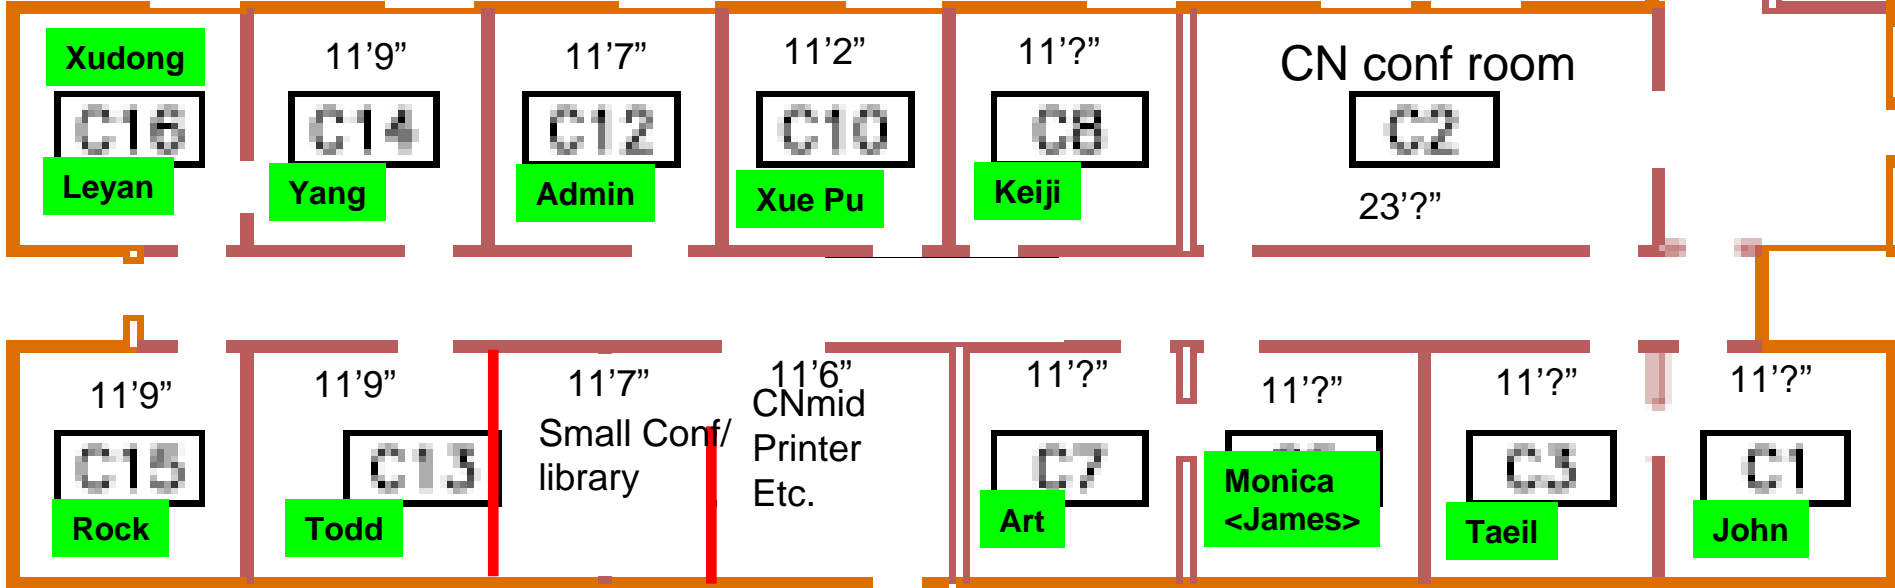 Xudong
C16
Leyan
11’9”
C14
Yang
11’7”
C12
Admin
11’2”
C10
Xue Pu
11’?”
C8
Keiji
CN conf room
C2
23’?”
11’9”
C15
Rock
11’9”
C13
Todd
11’7”
Small Conf/
library
11’6”
CNmid
Printer
Etc.
11’?”
C7
Art
11’?”
Monica
<James>
11’?”
C3
Taeil
11’?”
C1
John